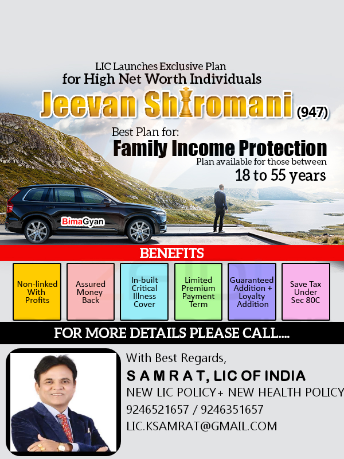 LIC Launches Exclusive Plan
for High Net Worth Individuals
Jeevan Shiromani (947)
Best Plan for:
Family Income Protection
Plan available for those between
18 to 55 years
BimaGyan
BENEFITS
Non-linked
With
Profits
Assured
Money
Back
In-built
Critical
Illness
Cover
Limited
Premium
Payment
Term
Guaranteed
Addition +
Loyalty
Addition
Save Tax
Under
Sec 80C
FOR MORE DETAILS PLEASE CALL....
With Best Regards,
S A M R A T, LIC OF INDIA
NEW LIC POLICY+ NEW HEALTH POLICY
9246521657 / 9246351657
LIC.KSAMRAT@GMAIL.COM